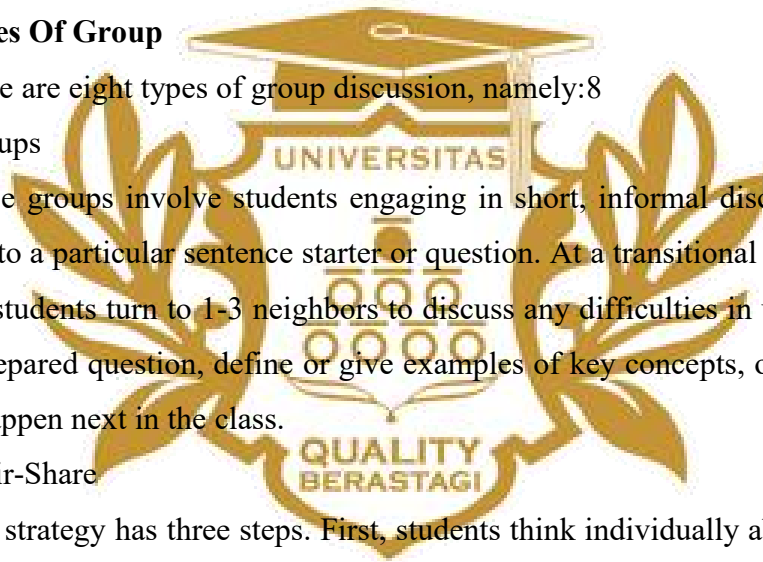 es Of Group
e are eight types of group discussion, namely:8
ups
UNIVERSITAS
e groups involve students engaging in short, informal disc
to a particular sentence starter or question. At a transitional
students turn to 1-3 neighbors to discuss any difficulties in
epared question, define or give examples of key concepts, o
appen next in the class.
QUALITY
BERASTAGI
ir-Share
strategy has three steps. First, students think individually a